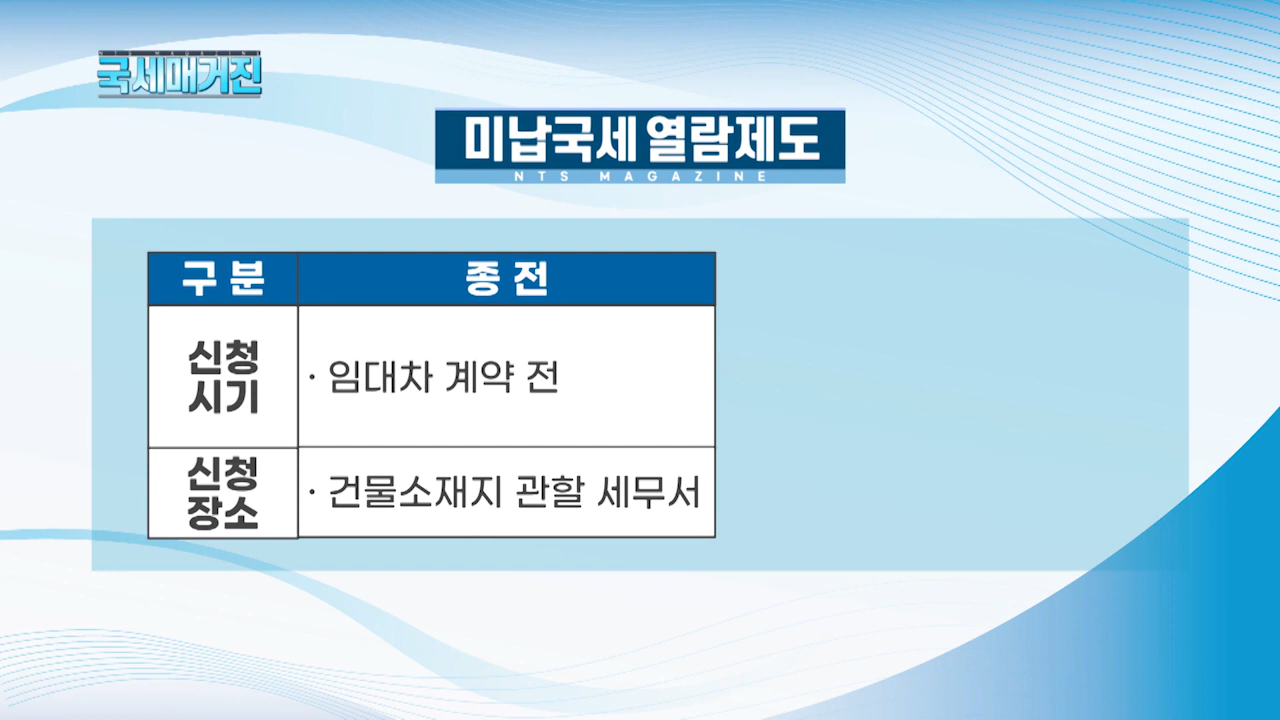 NTS MAGAZINE
국세매거진
미납국세 열람제도
NTS MAGAZINE
구 분 종 전
신청
시기
· 임대차 계약 전
신청
장소
· 건물소재지 관할 세무서